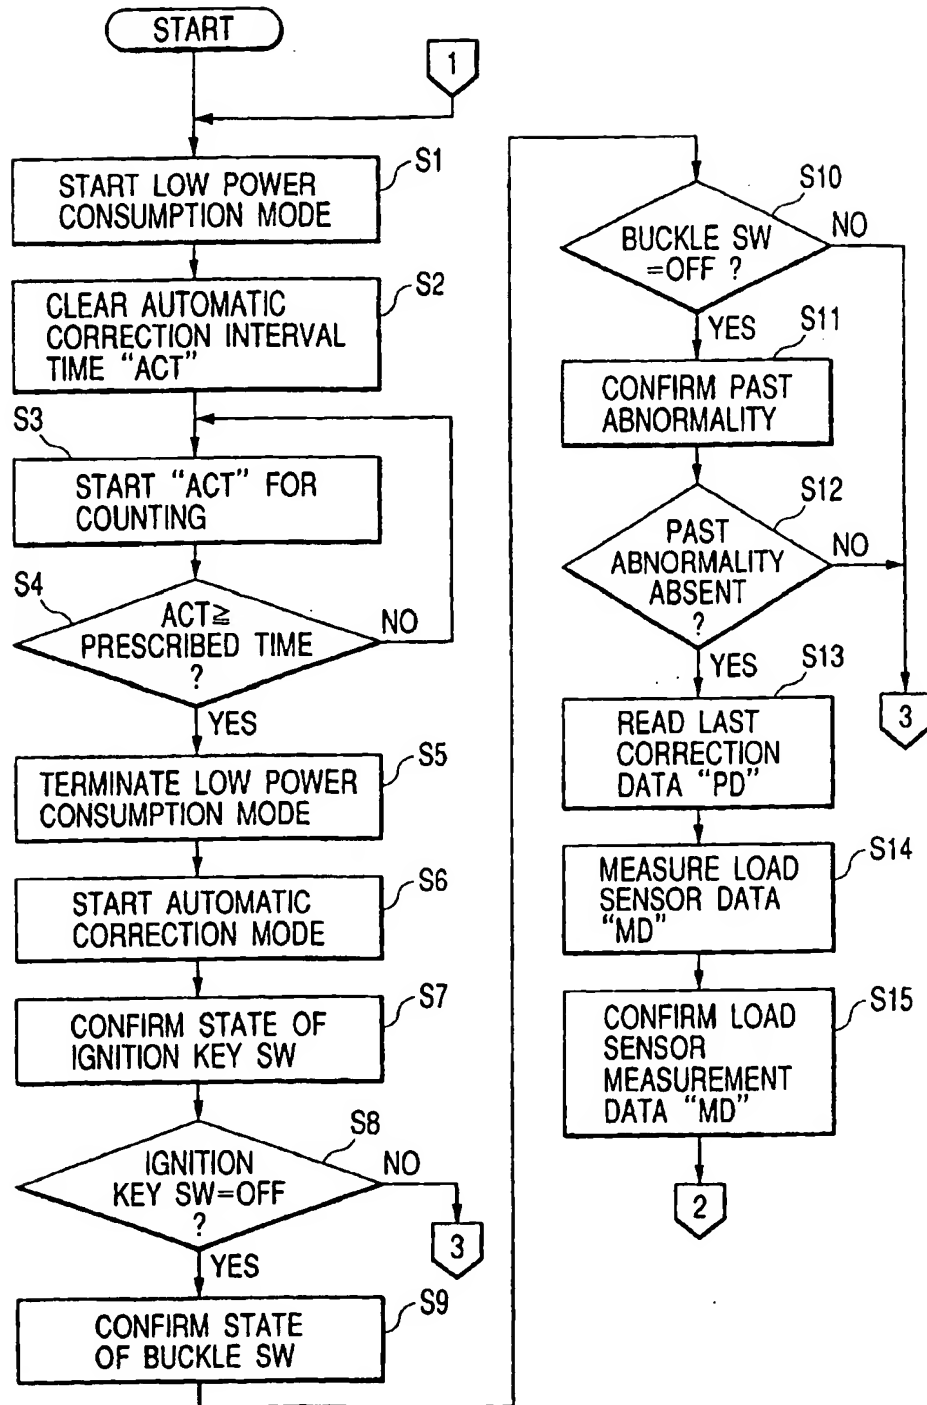 START
1
S1
START LOW POWER
CONSUMPTION MODE
S2
CLEAR AUTOMATIC
CORRECTION INTERVAL
TIME "ACT"
S3
START "ACT" FOR
COUNTING
S4
ACT≧
PRESCRIBED TIME
?
NO
YES
S5
TERMINATE LOW POWER
CONSUMPTION MODE
S6
START AUTOMATIC
CORRECTION MODE
S7
CONFIRM STATE OF
IGNITION KEY SW
S8
IGNITION
KEY SW=OFF
?
NO
3
YES
S9
CONFIRM STATE
OF BUCKLE SW
S10
BUCKLE SW
=OFF ?
NO
YES
S11
CONFIRM PAST
ABNORMALITY
S12
PAST
ABNORMALITY
ABSENT
?
NO
YES
3
S13
READ LAST
CORRECTION
DATA "PD"
S14
MEASURE LOAD
SENSOR DATA
"MD"
S15
CONFIRM LOAD
SENSOR
MEASUREMENT
DATA "MD"
2